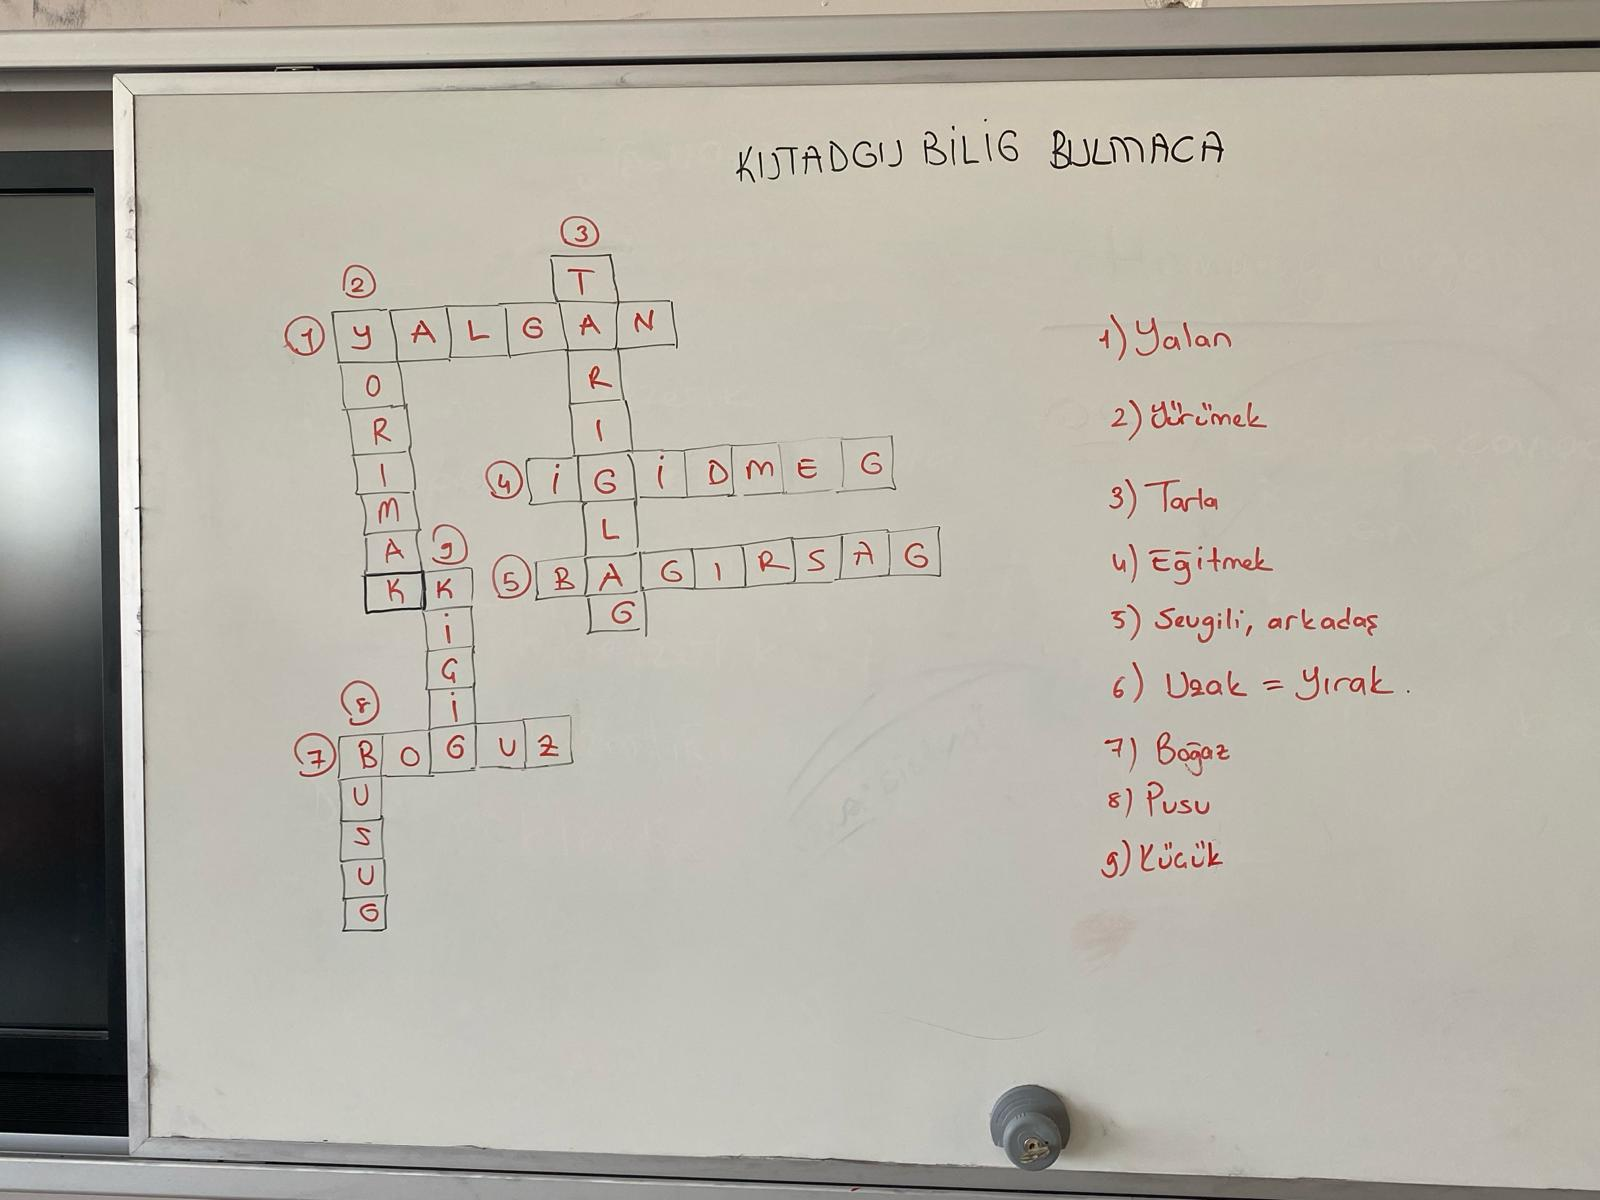 KUTADGU BİLİG BULMACA
3
T
2
1 Y A L G A N
O
R
R
I
I
4 İ G İ D M E G
M
L
A
9
5 B A G I R S A G
K K
G
İ
Ç
İ
8
7 B O G U Z
U
S
U
G
1) Yalan
2) Yürümek
3) Tarla
4) Eğitmek
5) Sevgili, arkadaş
6) Uzak = Yırak.
7) Boğaz
8) Pusu
9) Küçük